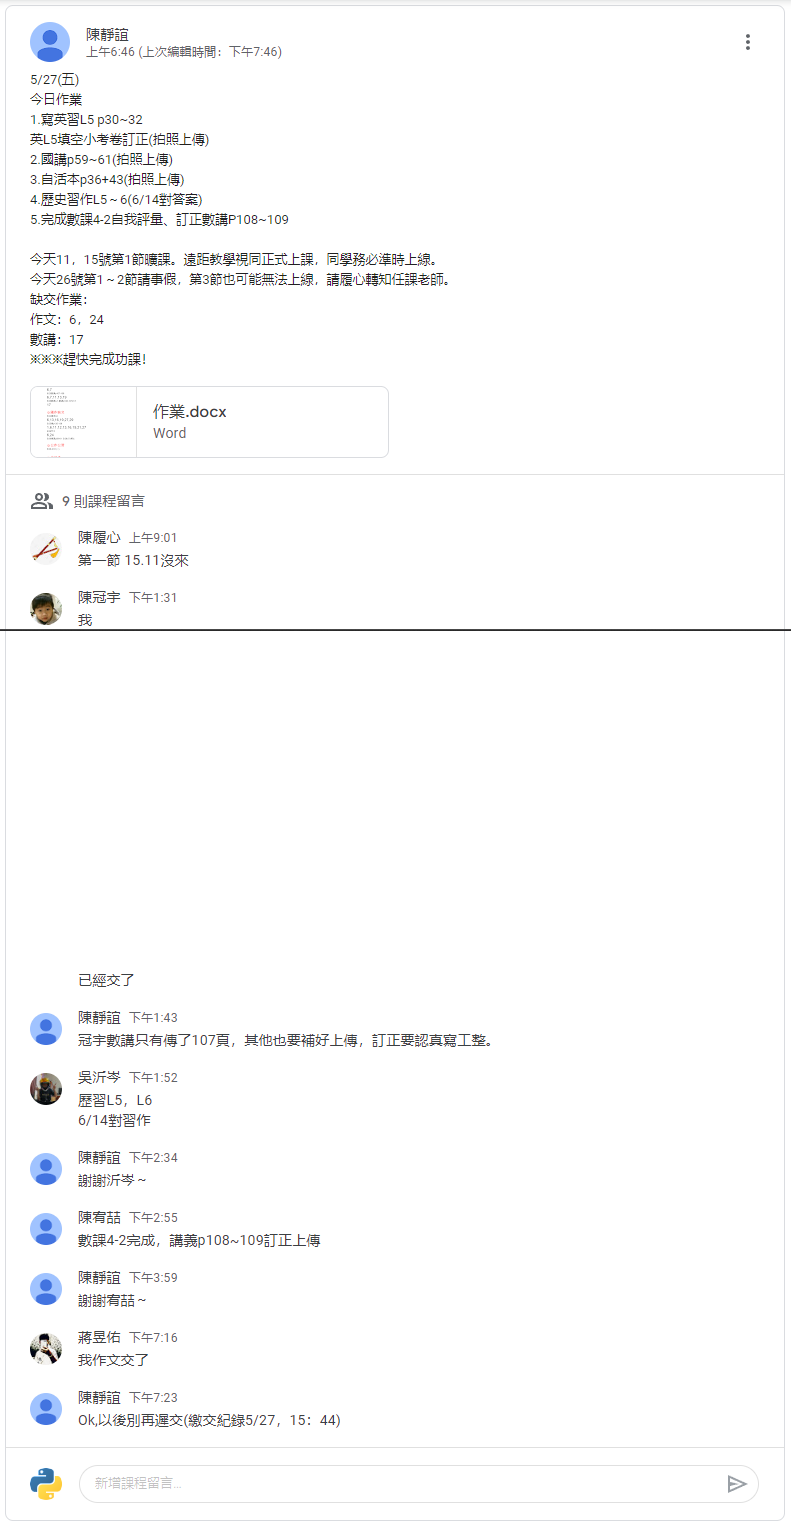 陳靜誼
上午6:46 (上次編輯時間：下午7:46)
5/27(五)
今日作業
1.寫英習L5 p30~32
英L5填空小考卷訂正(拍照上傳)
2.國講p59~61(拍照上傳)
3.自活本p36+43(拍照上傳)
4.歷史習作L5～6(6/14對答案)
5.完成數課4-2自我評量、訂正數講P108~109
今天11，15號第1節曠課。遠距教學視同正式上課，同學務必準時上線。
今天26號第1～2節請事假，第3節也可能無法上線，請履心轉知任課老師。
缺交作業：
作文：6，24
數講：17
※※※趕快完成功課！
作業.docx
Word
9 則課程留言
陳履心 上午9:01
第一節 15.11沒來
陳冠宇 下午1:31
我
已經交了
陳靜誼 下午1:43
冠宇數講只有傳了107頁，其他也要補好上傳，訂正要認真寫工整。
吳沂岑 下午1:52
歷習L5，L6
6/14對習作
陳靜誼 下午2:34
謝謝沂岑～
陳宥喆 下午2:55
數課4-2完成，講義p108~109訂正上傳
陳靜誼 下午3:59
謝謝宥喆～
蔣昱佑 下午7:16
我作文交了
陳靜誼 下午7:23
Ok,以後別再遲交(繳交紀錄5/27，15：44)
新增課程留言…